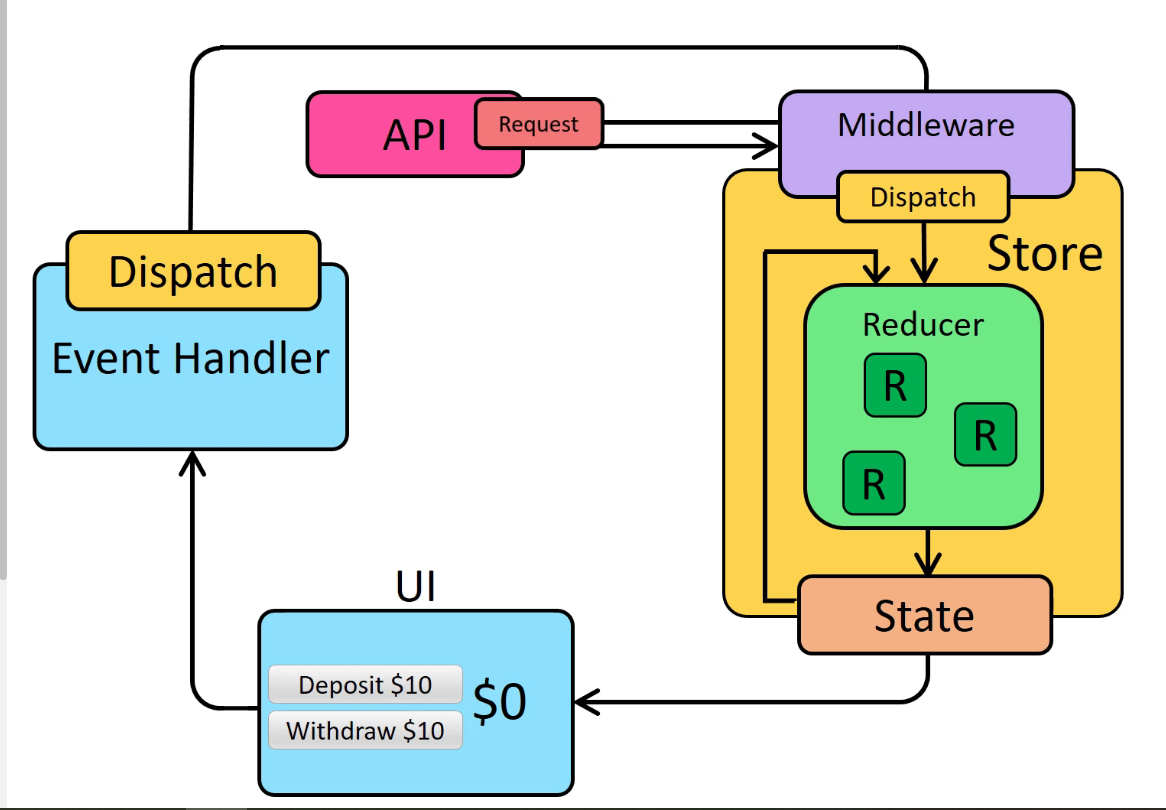 API
Request
Middleware
Dispatch
Store
Dispatch
Event Handler
Reducer
R
R
R
UI
Deposit $10
Withdraw $10
$0
State